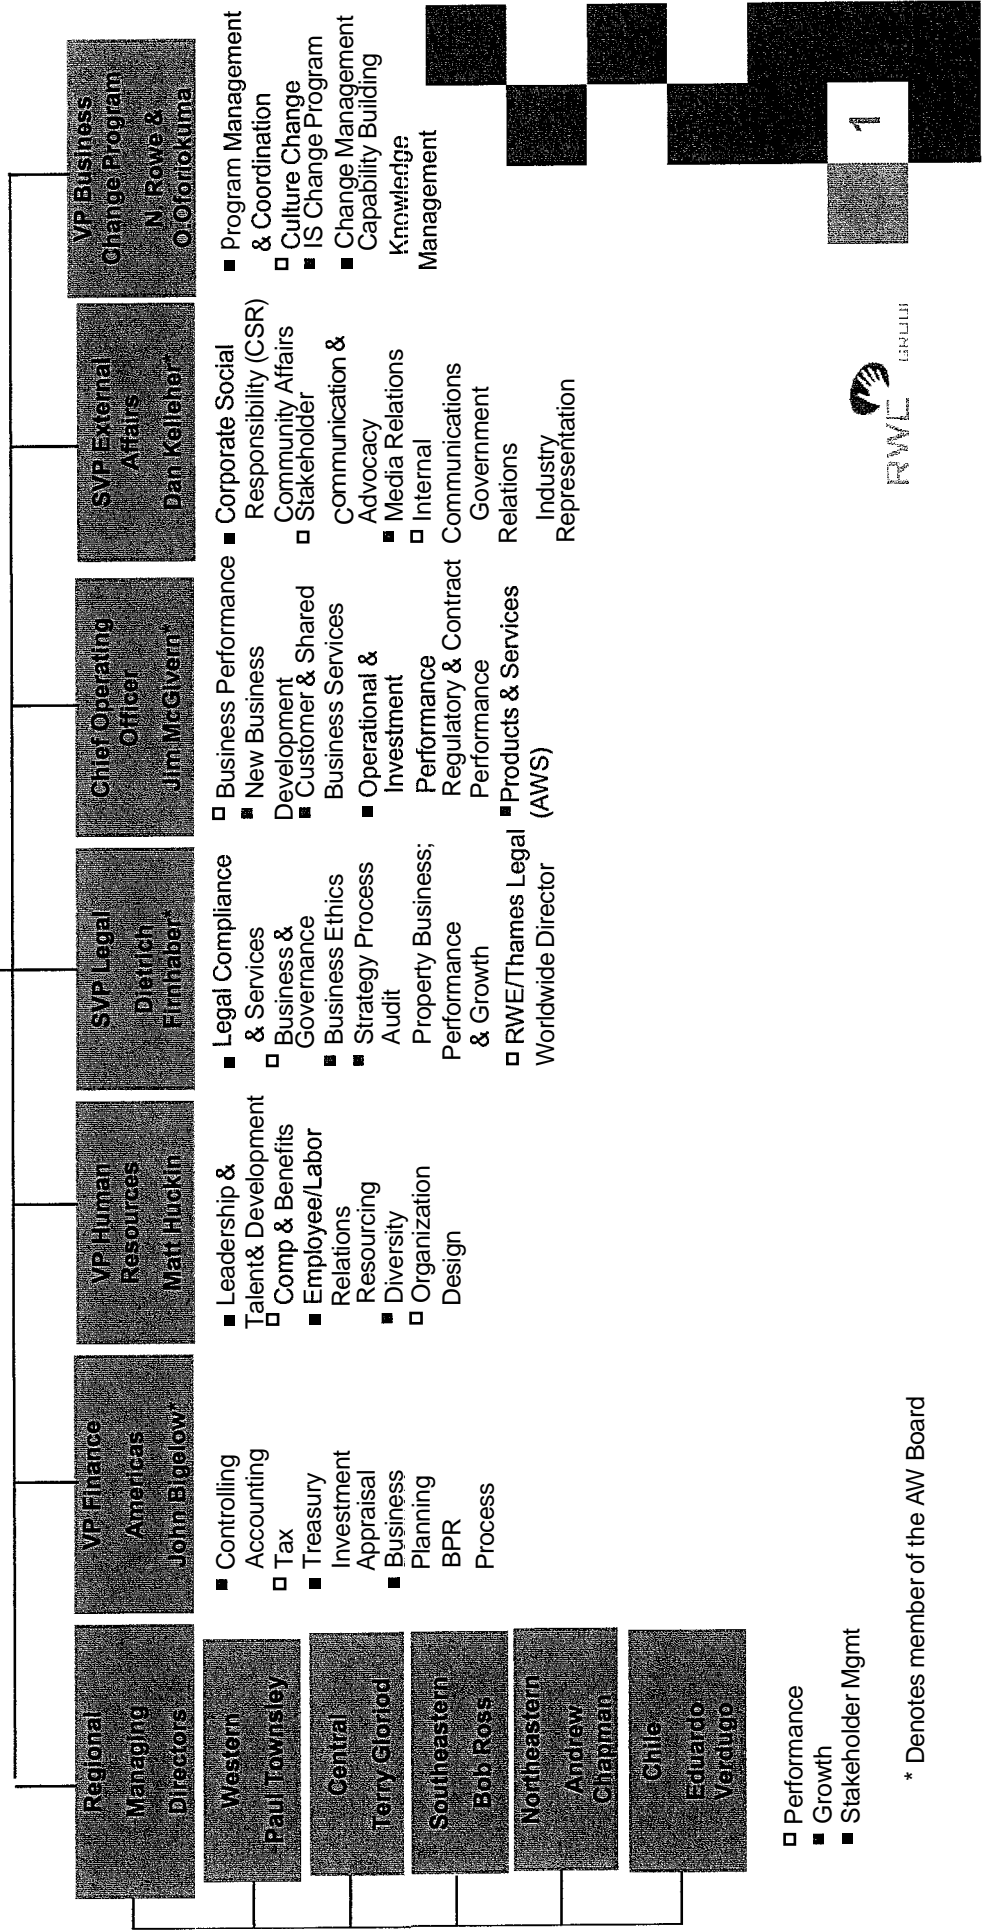 Regional
Managing
Directors
Western
Paul Townsley
Central
Terry Gloriod
Southeastern
Bob Ross
Northeastern
Andrew
Chapman
Chile
Eduardo
Verdugo
VP Finance
Americas
John Bigelow*
Controlling
Accounting
Tax
Treasury
Investment
Appraisal
Business
Planning
BPR
Process
VP Human
Resources
Matt Huckin
Leadership &
Talent& Development
Comp & Benefits
Employee/Labor
Relations
Resourcing
Diversity
Organization
Design
SVP Legal
Dietrich
Firnhaber*
Legal Compliance
& Services
Business &
Governance
Business Ethics
Strategy Process
Audit
Property Business;
Performance
& Growth
RWE/Thames Legal
Worldwide Director
Chief Operating
Officer
Jim McGivern*
Business Performance
New Business
Development
Customer & Shared
Business Services
Operational &
Investment
Performance
Regulatory & Contract
Performance
Products & Services
(AWS)
SVP External
Affairs
Dan Kelleher*
Corporate Social
Responsibility (CSR)
Community Affairs
Stakeholder
Communication &
Advocacy
Media Relations
Internal
Communications
Government
Relations
Industry
Representation
VP Business
Change Program
N. Rowe &
O.Oforiokuma
Program Management
& Coordination
Culture Change
IS Change Program
Change Management
Capability Building
Knowledge
Management
Performance
Growth
Stakeholder Mgmt
* Denotes member of the AW Board
RWE GROUP
1